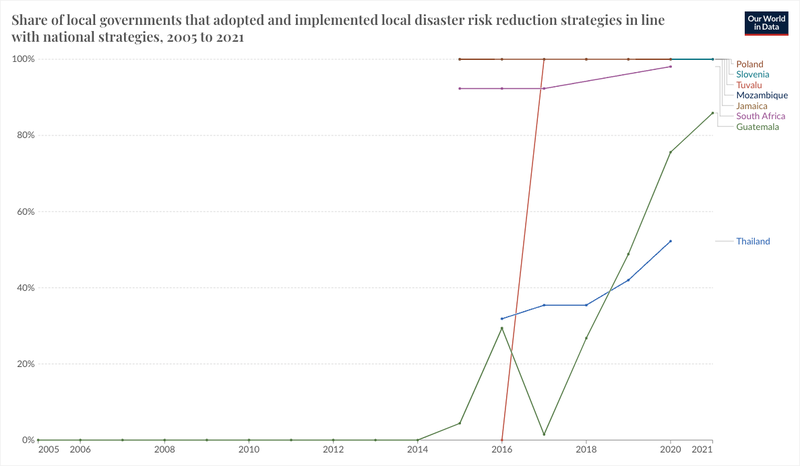 Share of local governments that adopted and implemented local disaster risk reduction strategies in line
with national strategies, 2005 to 2021
Our World
in Data
100%
80%
60%
40%
20%
0%
Poland
Slovenia
Tuvalu
Mozambique
Jamaica
South Africa
Guatemala
Thailand
2005 2006 2008 2010 2012 2014 2016 2018 2020 2021